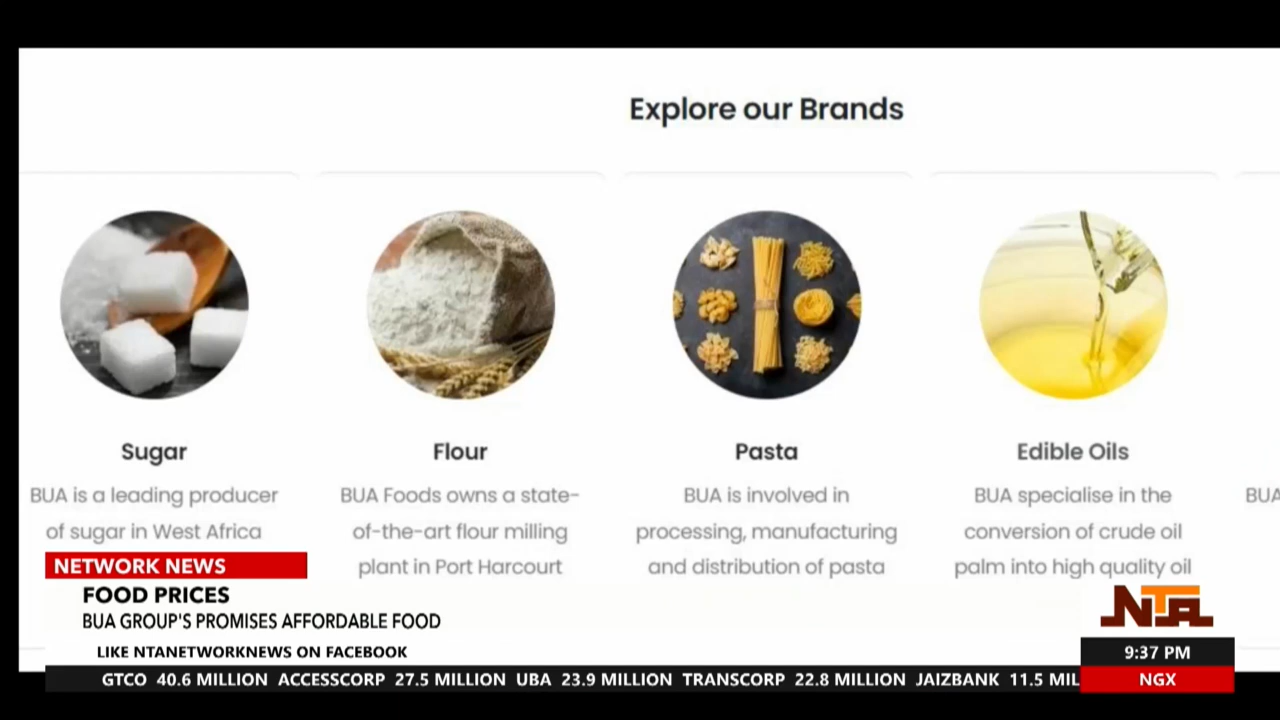 Explore our Brands
Sugar
BUA is a leading producer
of sugar in West Africa
Flour
BUA Foods owns a state-
of-the-art flour milling
plant in Port Harcourt
Pasta
BUA is involved in
processing, manufacturing
and distribution of pasta
Edible Oils
BUA specialise in the
conversion of crude oil
palm into high quality oil
BUA
NETWORK NEWS
FOOD PRICES
BUA GROUP'S PROMISES AFFORDABLE FOOD
LIKE NTANETWORKNEWS ON FACEBOOK
NTA
9:37 PM
GTCO 40.6 MILLION ACCESSCORP 27.5 MILLION UBA 23.9 MILLION TRANSCORP 22.8 MILLION JAIZBANK 11.5 MIL
NGX